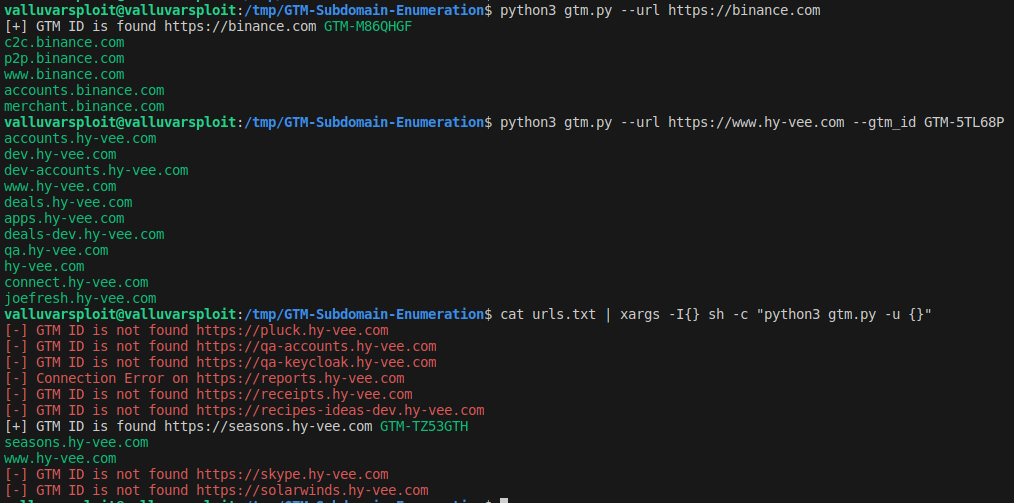 valluvarsploit@valluvarsploit:/tmp/GTM-Subdomain-Enumeration$ python3 gtm.py --url https://binance.com
[+] GTM ID is found https://binance.com GTM-M86QHGF
c2c.binance.com
p2p.binance.com
www.binance.com
accounts.binance.com
merchant.binance.com
valluvarsploit@valluvarsploit:/tmp/GTM-Subdomain-Enumeration$ python3 gtm.py --url https://www.hy-vee.com --gtm_id GTM-5TL68P
accounts.hy-vee.com
dev.hy-vee.com
dev-accounts.hy-vee.com
www.hy-vee.com
deals.hy-vee.com
apps.hy-vee.com
deals-dev.hy-vee.com
qa.hy-vee.com
hy-vee.com
connect.hy-vee.com
joefresh.hy-vee.com
valluvarsploit@valluvarsploit:/tmp/GTM-Subdomain-Enumeration$ cat urls.txt | xargs -I{} sh -c "python3 gtm.py -u {}"
[-] GTM ID is not found https://pluck.hy-vee.com
[-] GTM ID is not found https://qa-accounts.hy-vee.com
[-] GTM ID is not found https://qa-keycloak.hy-vee.com
[-] Connection Error on https://reports.hy-vee.com
[-] GTM ID is not found https://receipts.hy-vee.com
[-] GTM ID is not found https://recipes-ideas-dev.hy-vee.com
[+] GTM ID is found https://seasons.hy-vee.com GTM-TZ53GTH
seasons.hy-vee.com
www.hy-vee.com
[-] GTM ID is not found https://skype.hy-vee.com
[-] GTM ID is not found https://solarwinds.hy-vee.com
valluvarsploit@valluvarsploit:/tmp/GTM-Subdomain-Enumeration$